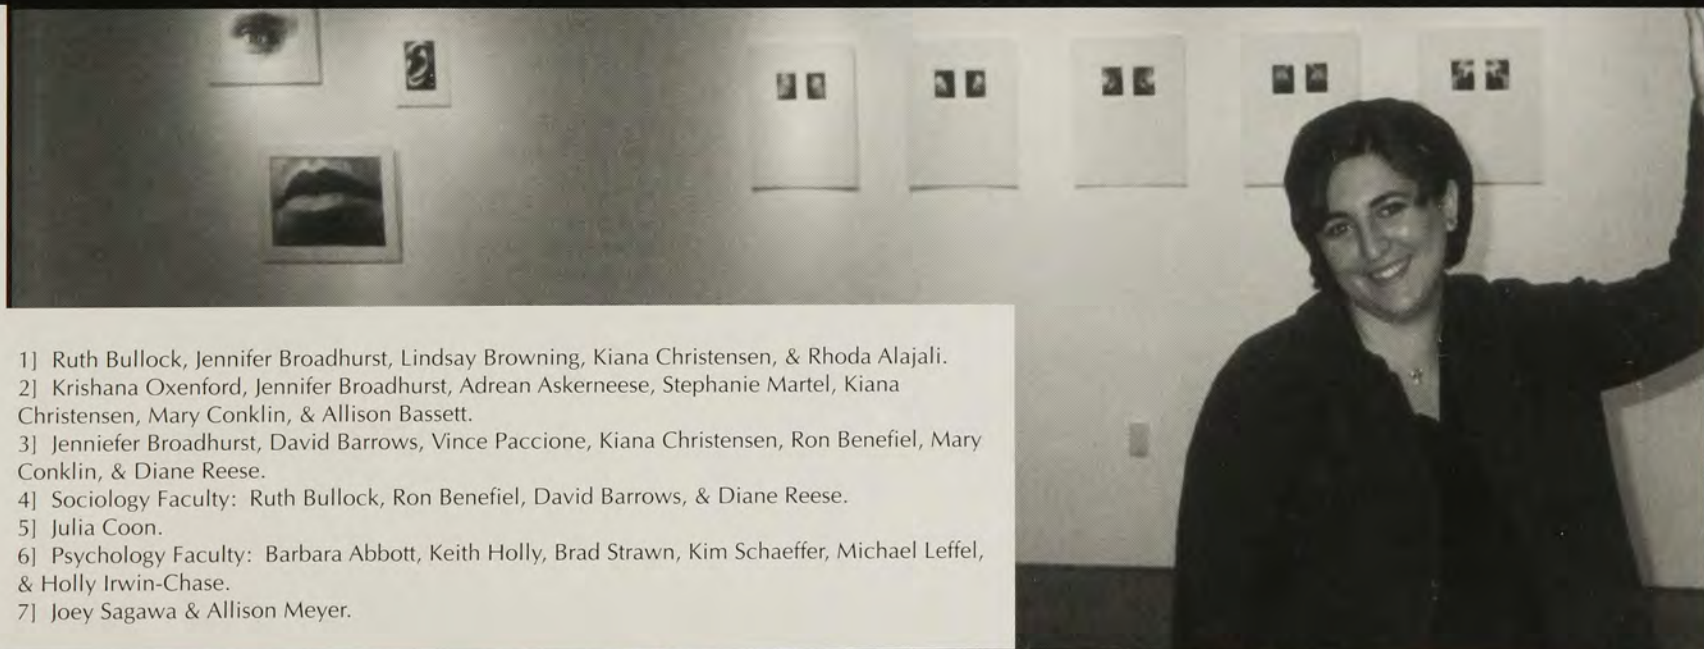 1] Ruth Bullock, Jennifer Broadhurst, Lindsay Browning, Kiana Christensen, & Rhoda Alajali.
2] Krishana Oxenford, Jennifer Broadhurst, Adrean Askerneese, Stephanie Martel, Kiana
Christensen, Mary Conklin, & Allison Bassett.
3] Jenniefer Broadhurst, David Barrows, Vince Paccione, Kiana Christensen, Ron Benefiel, Mary
Conklin, & Diane Reese.
4] Sociology Faculty: Ruth Bullock, Ron Benefiel, David Barrows, & Diane Reese.
5] Julia Coon.
6] Psychology Faculty: Barbara Abbott, Keith Holly, Brad Strawn, Kim Schaeffer, Michael Leffel,
& Holly Irwin-Chase.
7] Joey Sagawa & Allison Meyer.